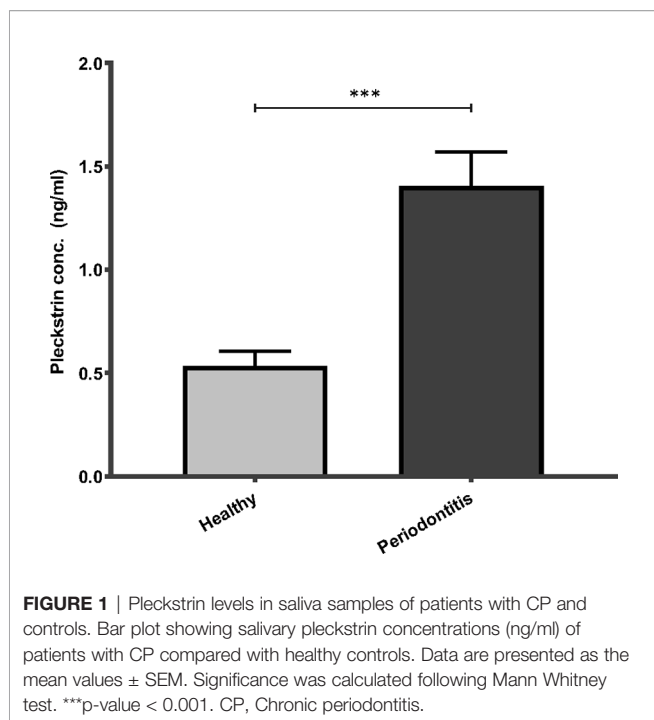 2.0
***
1.5
1.0
0.5
0.0
Pleckstrin conc. (ng/ml)
Healthy
Periodontitis
FIGURE 1 | Pleckstrin levels in saliva samples of patients with CP and
controls. Bar plot showing salivary pleckstrin concentrations (ng/ml) of
patients with CP compared with healthy controls. Data are presented as the
mean values ± SEM. Significance was calculated following Mann Whitney
test. ***p-value < 0.001. CP, Chronic periodontitis.